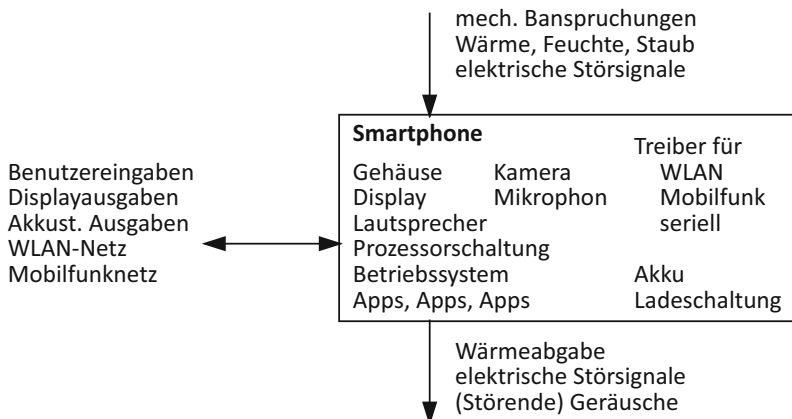 mech. Banspruchungen
Wärme, Feuchte, Staub
elektrische Störsignale
Smartphone
Gehäuse Kamera
Display Mikrophon
Lautsprecher
Prozessorschaltung
Betriebssystem
Apps, Apps, Apps
Treiber für
WLAN
Mobilfunk
seriell
Akku
Ladeschaltung
Benutzereingaben
Displayausgaben
Akkust. Ausgaben
WLAN-Netz
Mobilfunknetz
Wärmeabgabe
elektrische Störsignale
(Störende) Geräusche